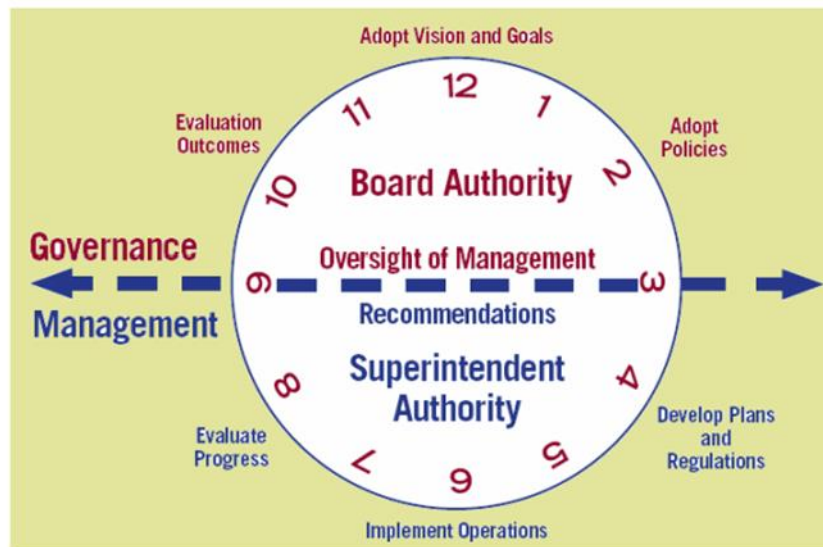 Adopt Vision and Goals
12
11
1
Evaluation
Outcomes
Adopt
Policies
10
2
Board Authority
Governance
Oversight of Management
9
3
Management
Recommendations
8
Superintendent
Authority
4
Evaluate
Progress
Develop Plans
and
Regulations
7
5
6
Implement Operations